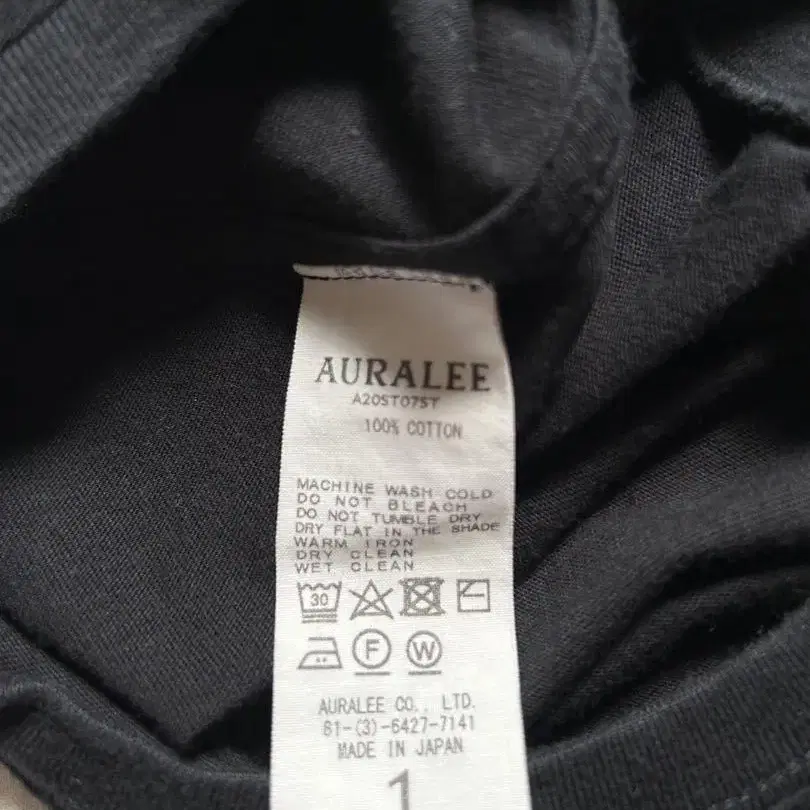 AURALEE
A20ST07ST
100% COTTON
MACHINE WASH COLD
DO NOT BLEACH
DO NOT TUMBLE DRY
DRY FLAT IN THE SHADE
WARM IRON
DRY CLEAN
WET CLEAN
30
F W
AURALEE CO., LTD.
81-(3)-6427-7141
MADE IN JAPAN
1